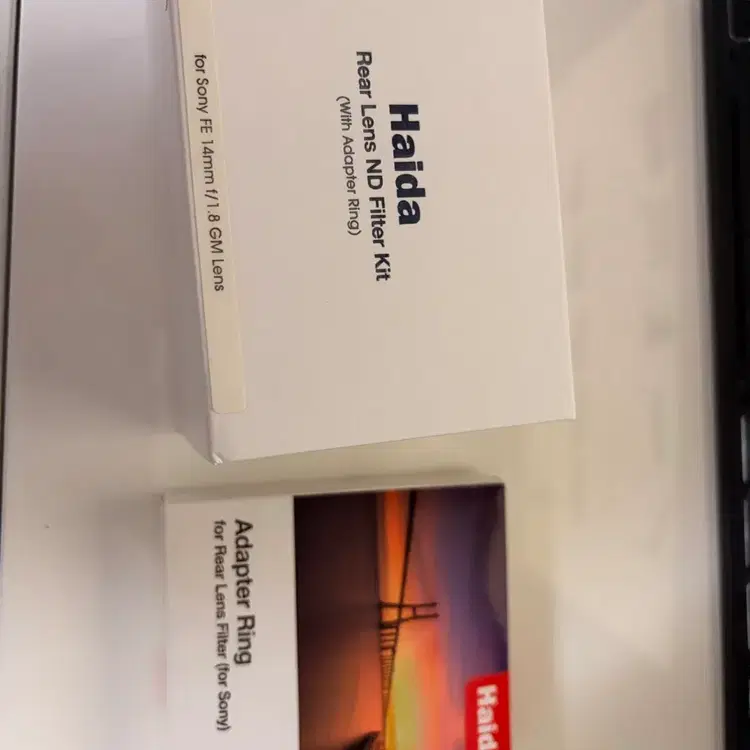 Haida
Rear Lens ND Filter Kit
(With Adapter Ring)
for Sony FE 14mm f/1.8 GM Lens
Haid
Adapter Ring
for Rear Lens Filter (for Sony)